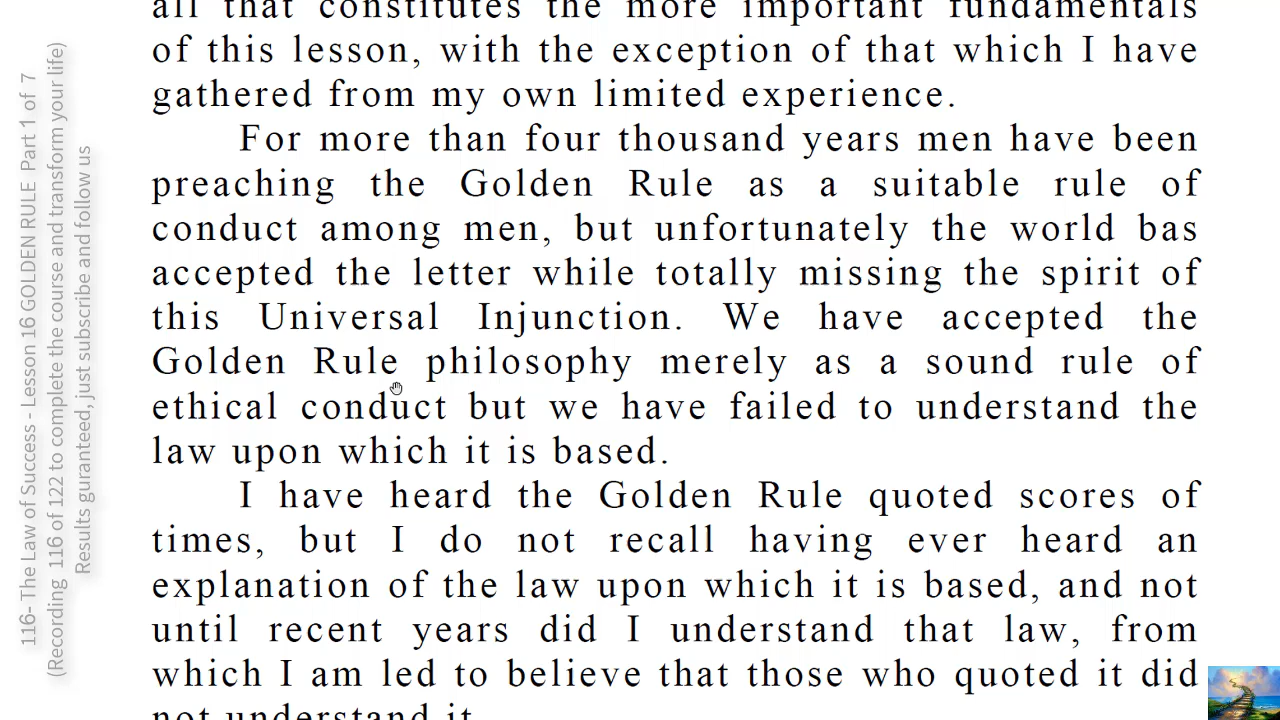 all that constitutes the more important fundamentals
of this lesson, with the exception of that which I have
gathered from my own limited experience.
For more than four thousand years men have been
preaching the Golden Rule as a suitable rule of
conduct among men, but unfortunately the world bas
accepted the letter while totally missing the spirit of
this Universal Injunction. We have accepted the
Golden Rule philosophy merely as a sound rule of
ethical conduct but we have failed to understand the
law upon which it is based.
I have heard the Golden Rule quoted scores of
times, but I do not recall having ever heard an
explanation of the law upon which it is based, and not
until recent years did I understand that law, from
which I am led to believe that those who quoted it did
not understand it.
116- The Law of Success - Lesson 16 GOLDEN RULE Part 1 of 7
(Recording 116 of 122 to complete the course and transform your life)
Results guranteed, just subscribe and follow us